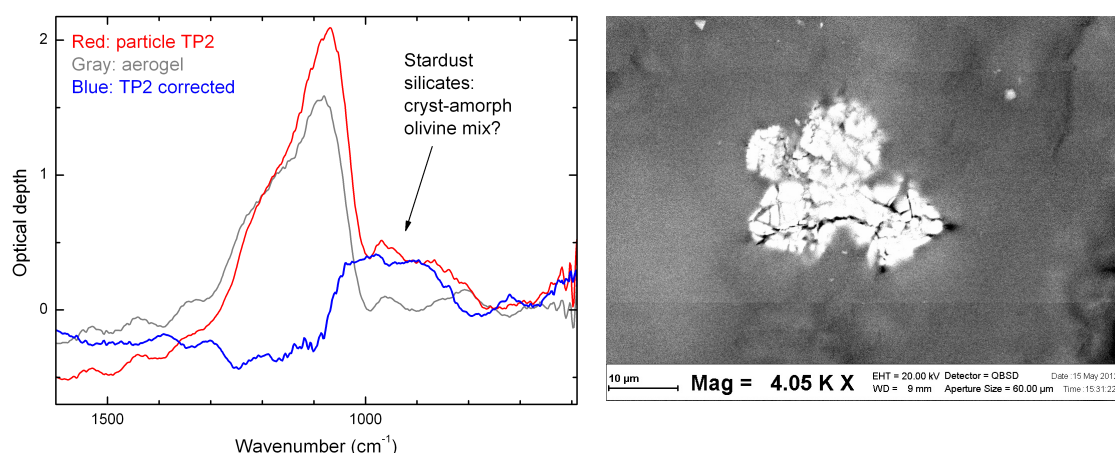 Red: particle TP2
Gray: aerogel
Blue: TP2 corrected
Stardust
silicates:
cryst-amorph
olivine mix?
2
1
0
Optical depth
1500
1000
Wavenumber (cm⁻¹)
10 µm
Mag = 4.05 K X
EHT = 20.00 kV Detector = QBSD Date :15 May 2012
WD = 9 mm Aperture Size = 60.00 µm Time :15:31:22